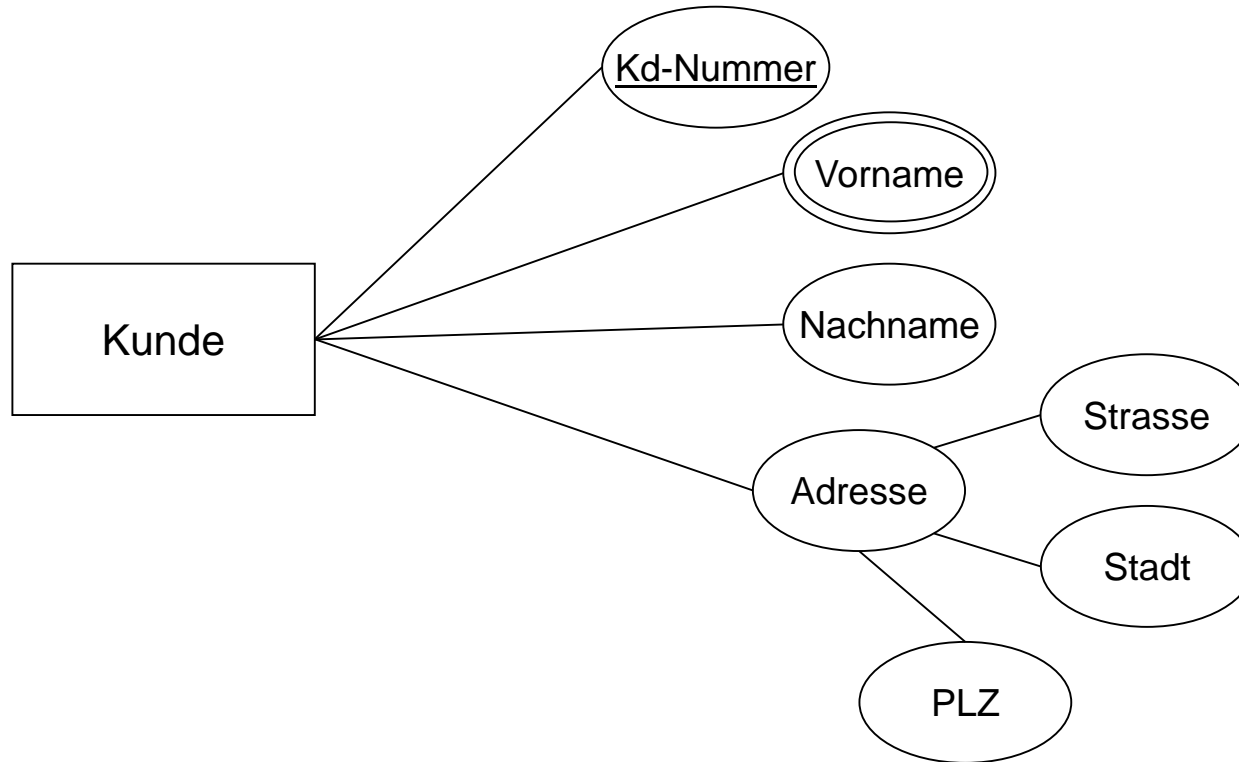 Kd-Nummer
Vorname
Kunde
Nachname
Strasse
Adresse
Stadt
PLZ